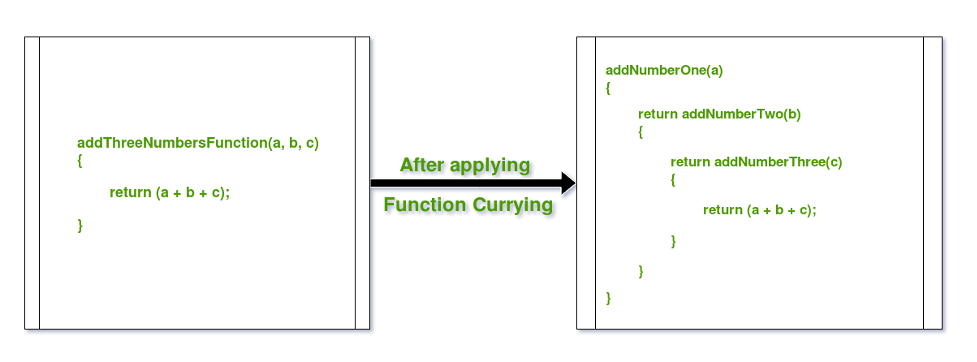 addThreeNumbersFunction(a, b, c)
{
return (a + b + c);
}
After applying
Function Currying
addNumberOne(a)
{
return addNumberTwo(b)
{
return addNumberThree(c)
{
return (a + b + c);
}
}
}